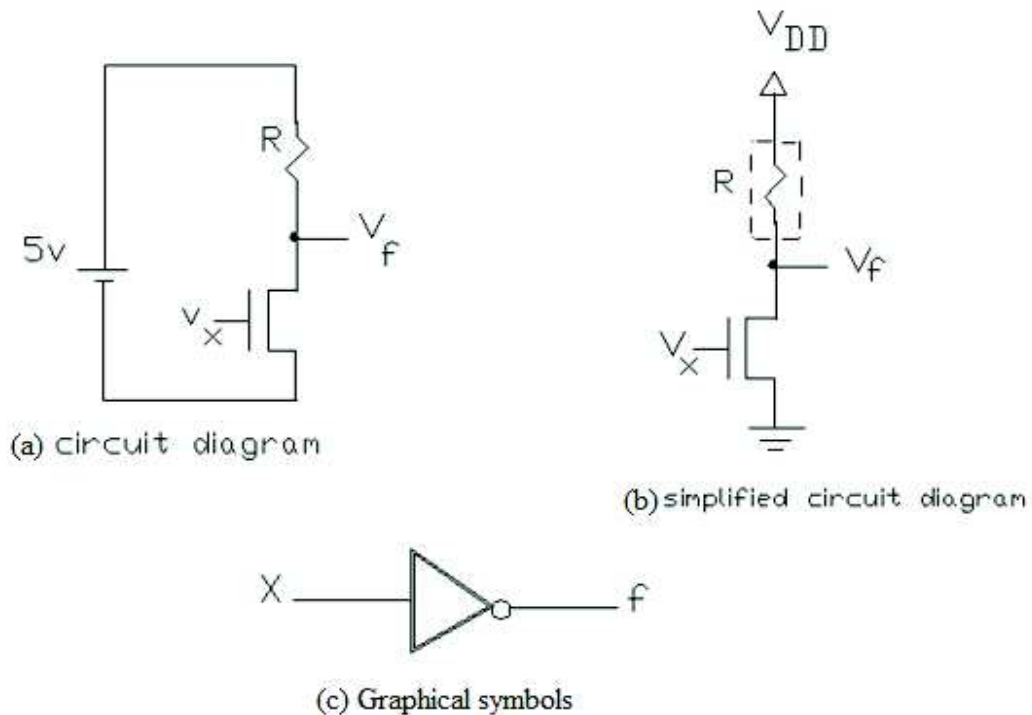 R
5v
V
f
v
x
(a) circuit diagram
V
DD
R
V
f
V
x
(b) simplified circuit diagram
X
f
(c) Graphical symbols